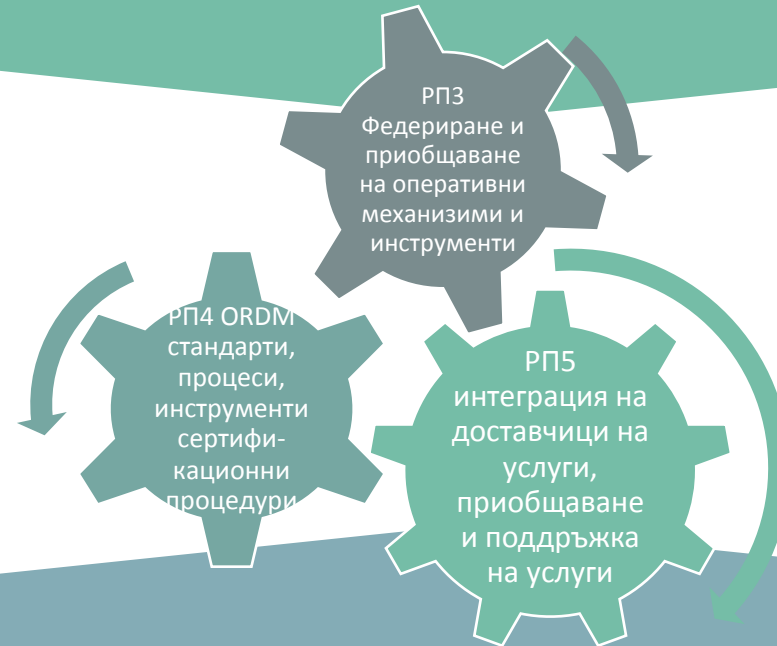 РП3
Федериране и
приобщаване
на оперативни
механизими и
инструменти
РП4 ORDM
стандарти,
процеси,
инструменти
сертифи-
кационни
процедури
РП5
интеграция на
доставчици на
услуги,
приобщаване
и поддръжка
на услуги